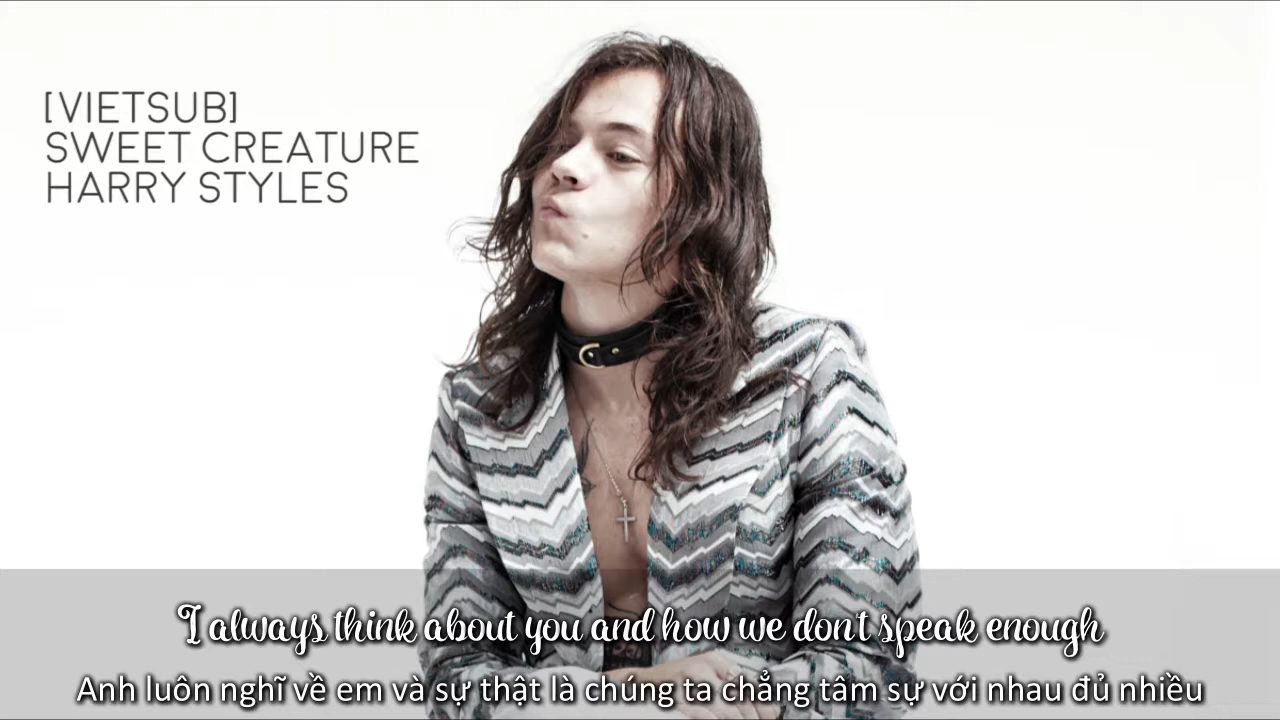 [VIETSUB]
SWEET CREATURE
HARRY STYLES
I always think about you and how we don't speak enough
Anh luôn nghĩ về em và sự thật là chúng ta chẳng tâm sự với nhau đủ nhiều